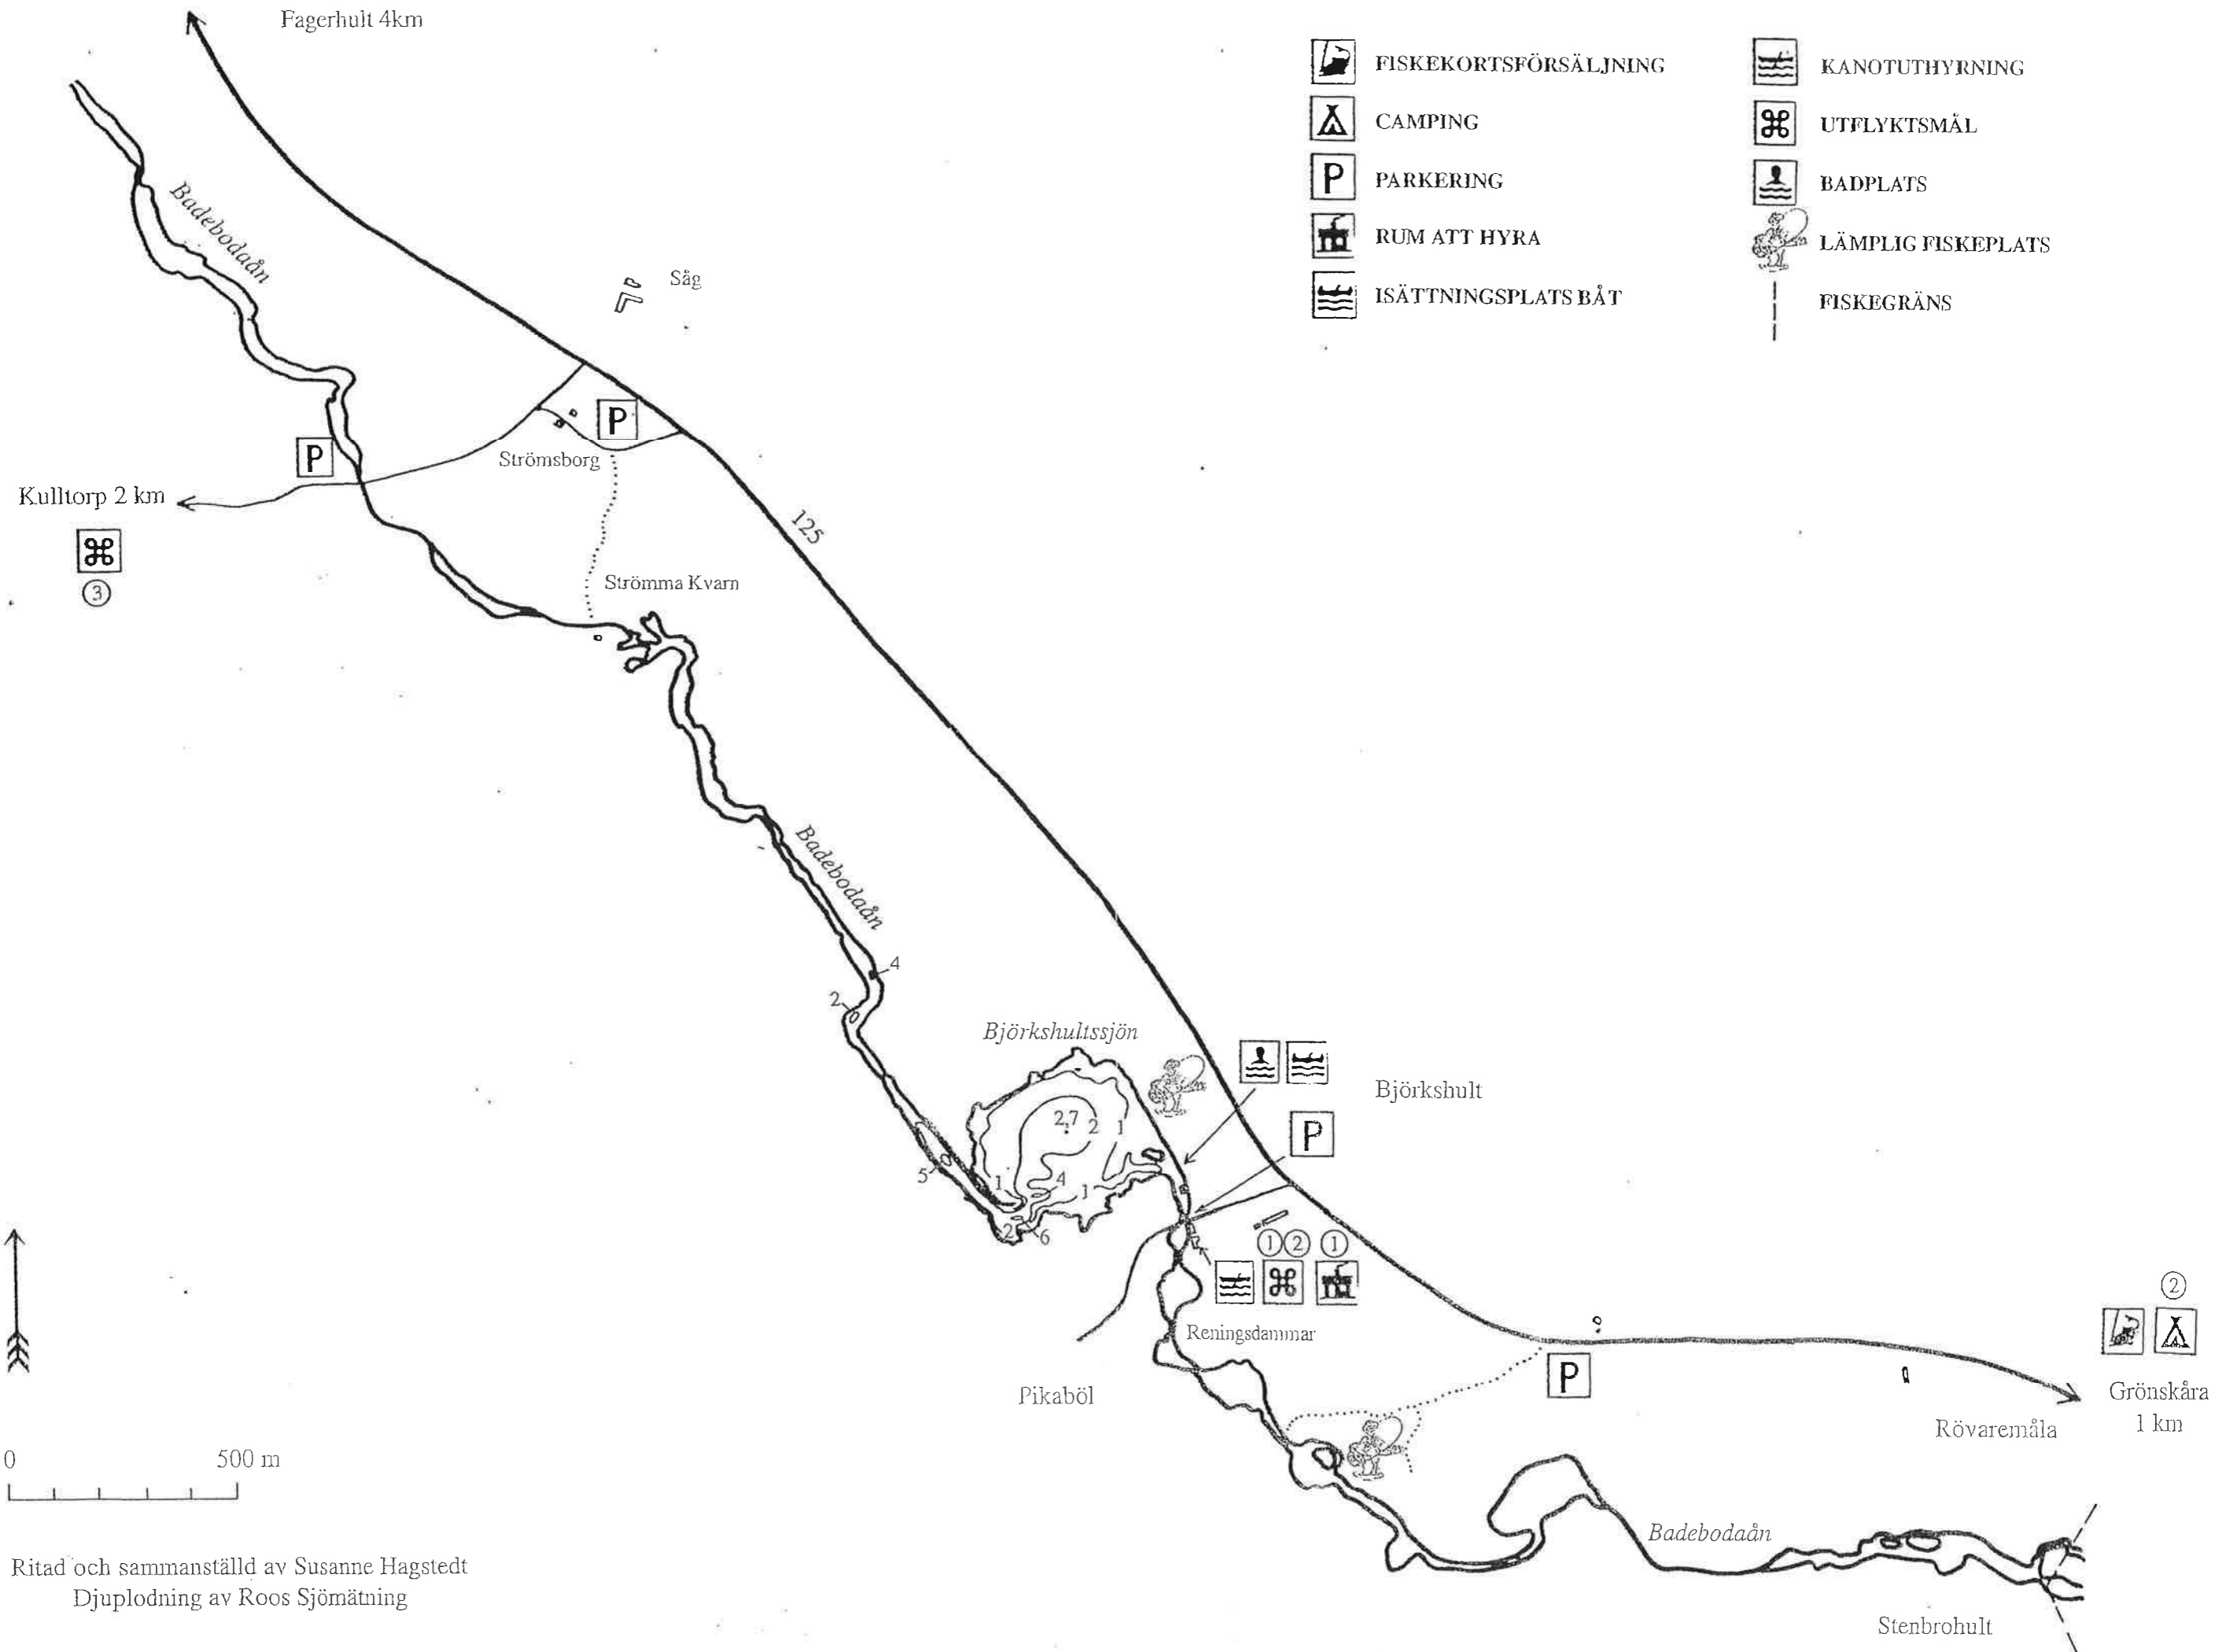 Fagerhult 4km
FISKEKORTSFÖRSÄLJNING
CAMPING
P PARKERING
RUM ATT HYRA
ISÄTTNINGSPLATS BÅT
KANOTUTHYRNING
UTFLYKTSMÅL
BADPLATS
LÄMPLIG FISKEPLATS
FISKEGRÄNS
Badebodaån
Såg
P
Strömsborg
P
Kulltorp 2 km
3
125
Strömma Kvarn
Badebodaån
4
2
Björkshultssjön
Björkshult
P
2,7 2 1
5
1 4 1
2 6
1 2 1
Reningsdammar
Pikaböl
P
2
Grönskåra
1 km
Rövaremåla
Badebodaån
Stenbrohult
0 500 m
Ritad och sammanställd av Susanne Hagstedt
Djuplodning av Roos Sjömätning